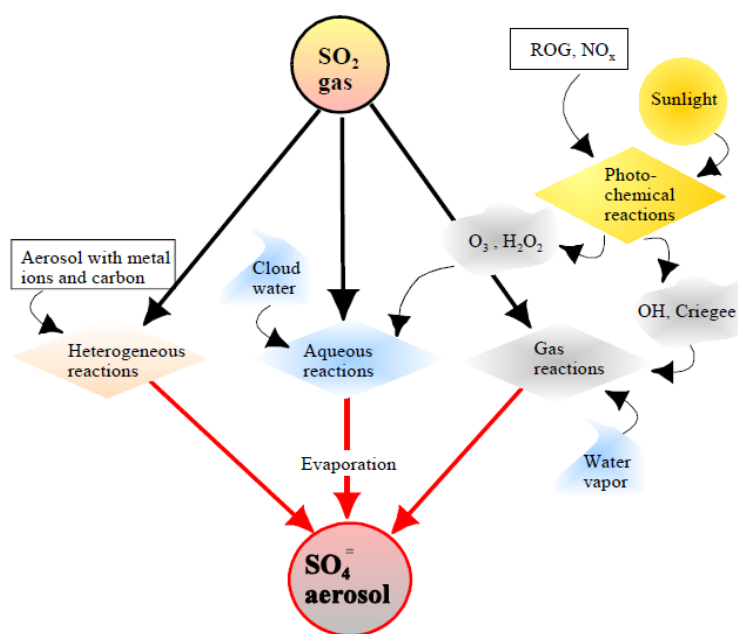 SO₂
gas
ROG, NOₓ
Sunlight
Photo-
chemical
reactions
O₃ , H₂O₂
Aerosol with metal
ions and carbon
Cloud
water
OH, Criegee
Heterogeneous
reactions
Aqueous
reactions
Gas
reactions
Evaporation
Water
vapor
SO₄⁼
aerosol